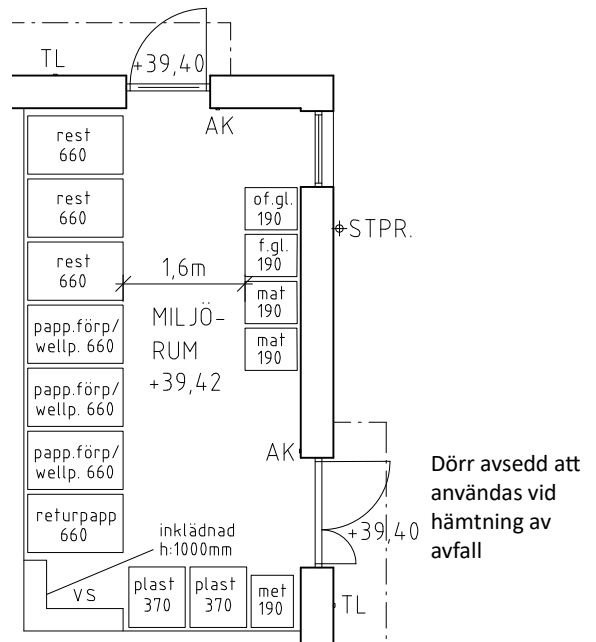 TL
+39,40
AK
rest
660
rest
660
rest
660
papp.förp/
wellp. 660
papp.förp/
wellp. 660
papp.förp/
wellp. 660
returpapp
660
of.gl.
190
f.gl.
190
mat
190
mat
190
STPR.
1,6m
MILJÖ-
RUM
+39,42
AK
Dörr avsedd att
användas vid
hämtning av
avfall
+39,40
inklädnad
h:1000mm
VS
plast
370
plast
370
met
190
TL